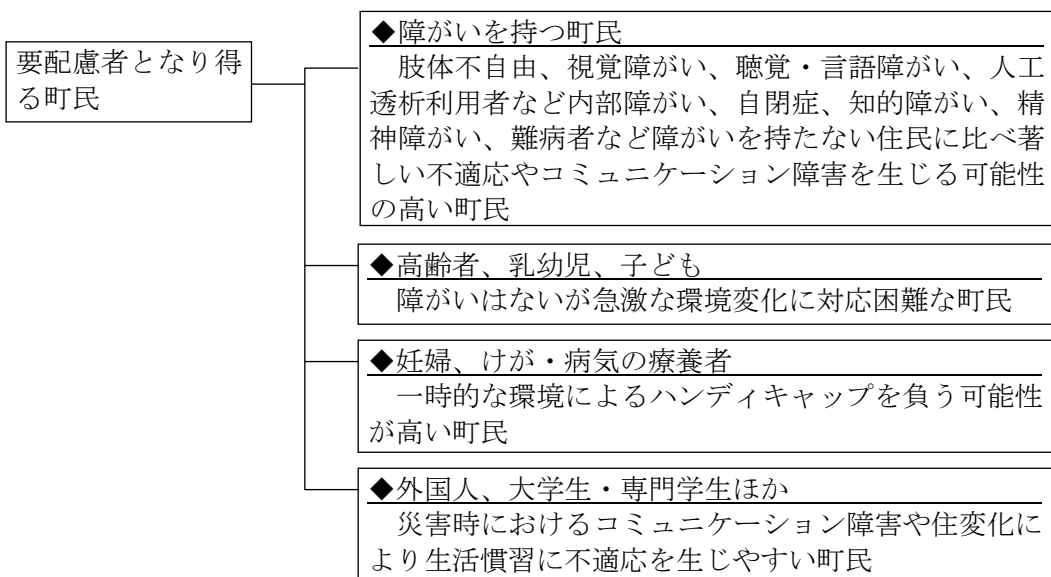 要配慮者となり得
る町民
◆障がいを持つ町民
肢体不自由、視覚障がい、聴覚・言語障がい、人工
透析利用者など内部障がい、自閉症、知的障がい、精
神障がい、難病者など障がいを持たない住民に比べ著
しい不適応やコミュニケーション障害を生じる可能性
の高い町民
◆高齢者、乳幼児、子ども
障がいはないが急激な環境変化に対応困難な町民
◆妊婦、けが・病気の療養者
一時的な環境によるハンディキャップを負う可能性
が高い町民
◆外国人、大学生・専門学生ほか
災害時におけるコミュニケーション障害や住変化に
より生活慣習に不適応を生じやすい町民